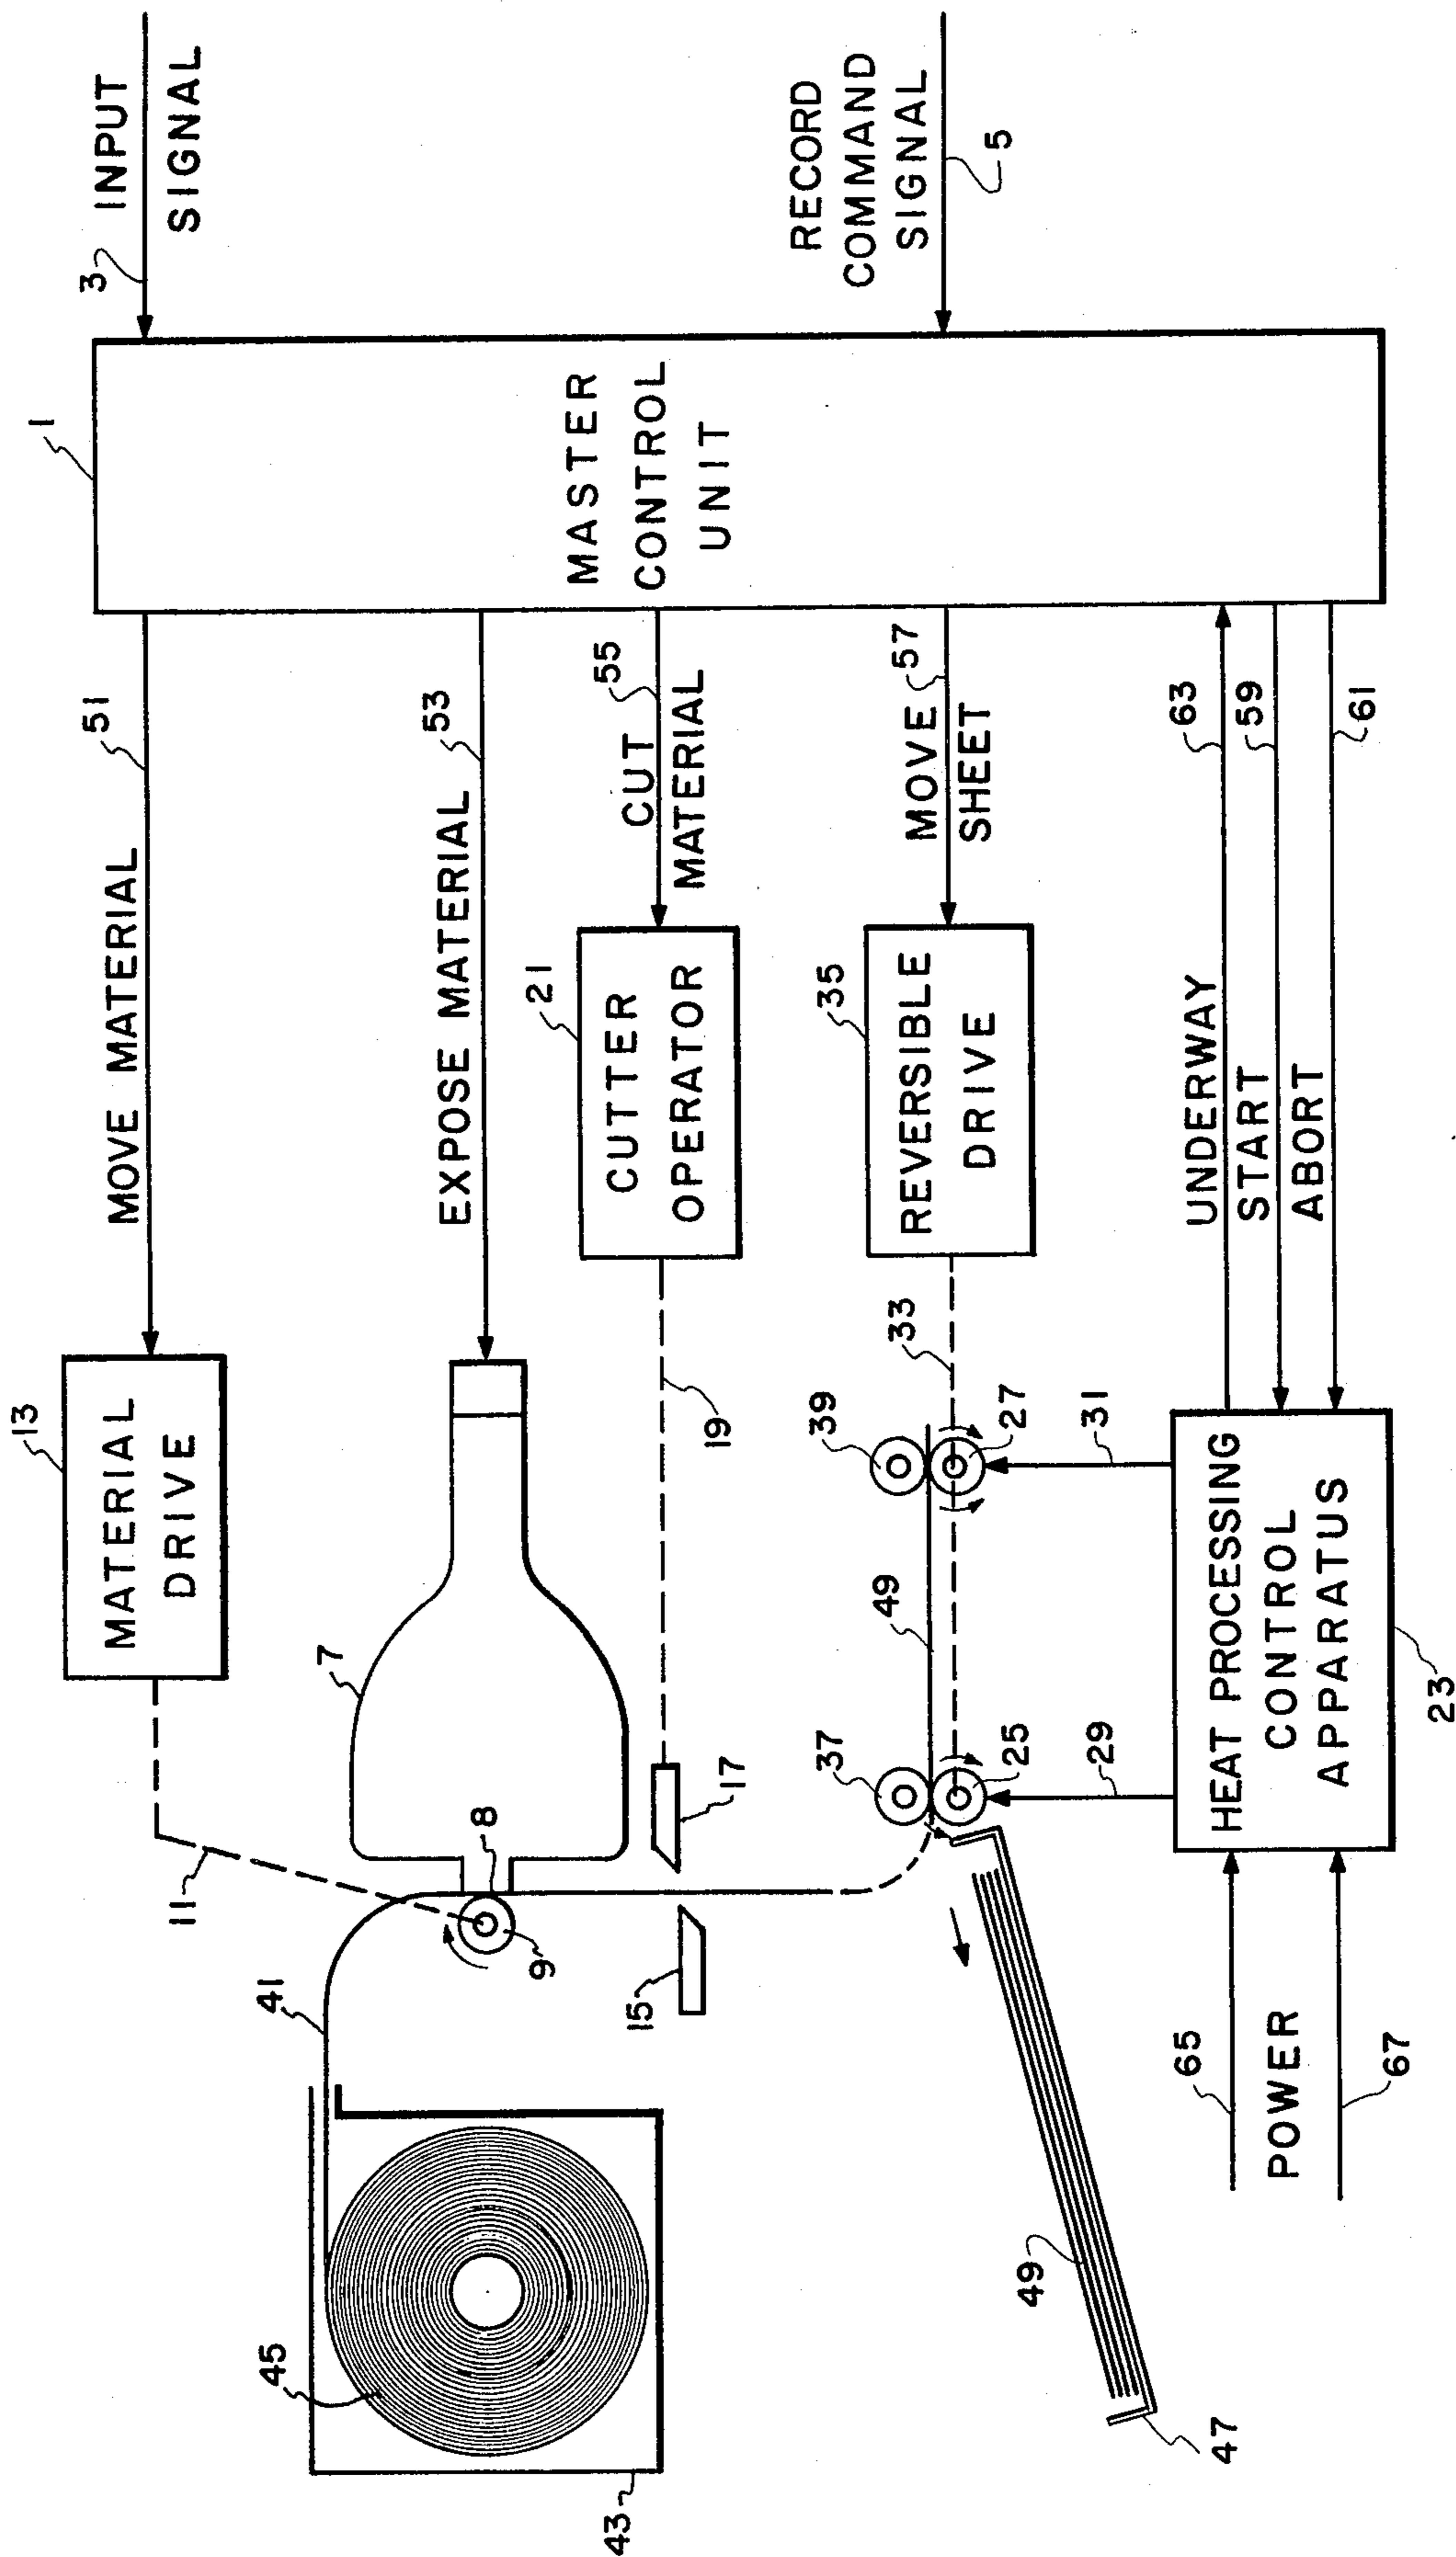 3
INPUT
SIGNAL
RECORD
COMMAND
SIGNAL
5
1
MASTER
CONTROL
UNIT
51
MOVE MATERIAL
53
EXPOSE MATERIAL
55
CUT
MATERIAL
57
MOVE
SHEET
63
59
61
UNDERWAY
START
ABORT
13
MATERIAL
DRIVE
21
CUTTER
OPERATOR
35
REVERSIBLE
DRIVE
11
7
8
9
19
17
15
33
39
27
31
49
37
25
29
HEAT PROCESSING
CONTROL
APPARATUS
23
41
45
43
49
47
65
POWER
67